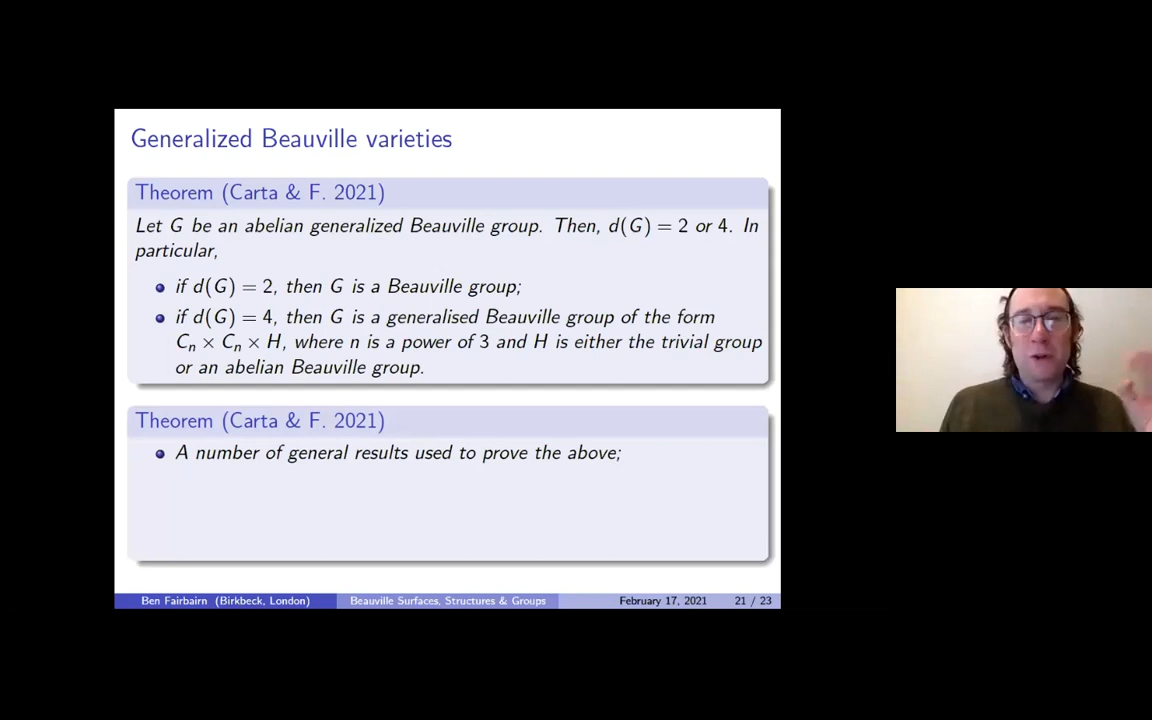 Generalized Beauville varieties
Theorem (Carta & F. 2021)
Let G be an abelian generalized Beauville group. Then, d(G) = 2 or 4. In
particular,
• if d(G) = 2, then G is a Beauville group;
• if d(G) = 4, then G is a generalised Beauville group of the form
Cₙ × Cₙ × H, where n is a power of 3 and H is either the trivial group
or an abelian Beauville group.
Theorem (Carta & F. 2021)
• A number of general results used to prove the above;
Ben Fairbairn (Birkbeck, London) Beauville Surfaces, Structures & Groups February 17, 2021 21 / 23